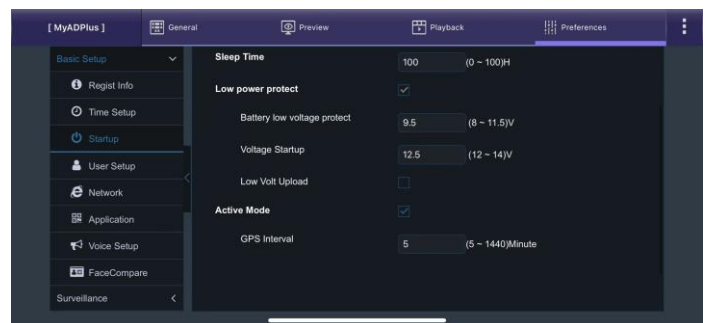 [ MyADPlus ] General Preview Playback Preferences
Basic Setup
Regist Info
Time Setup
Startup
User Setup
Network
Application
Voice Setup
FaceCompare
Surveillance
Sleep Time 100 (0 ~ 100)H
Low power protect
Battery low voltage protect 9.5 (8 ~ 11.5)V
Voltage Startup 12.5 (12 ~ 14)V
Low Volt Upload
Active Mode
GPS Interval 5 (5 ~ 1440)Minute